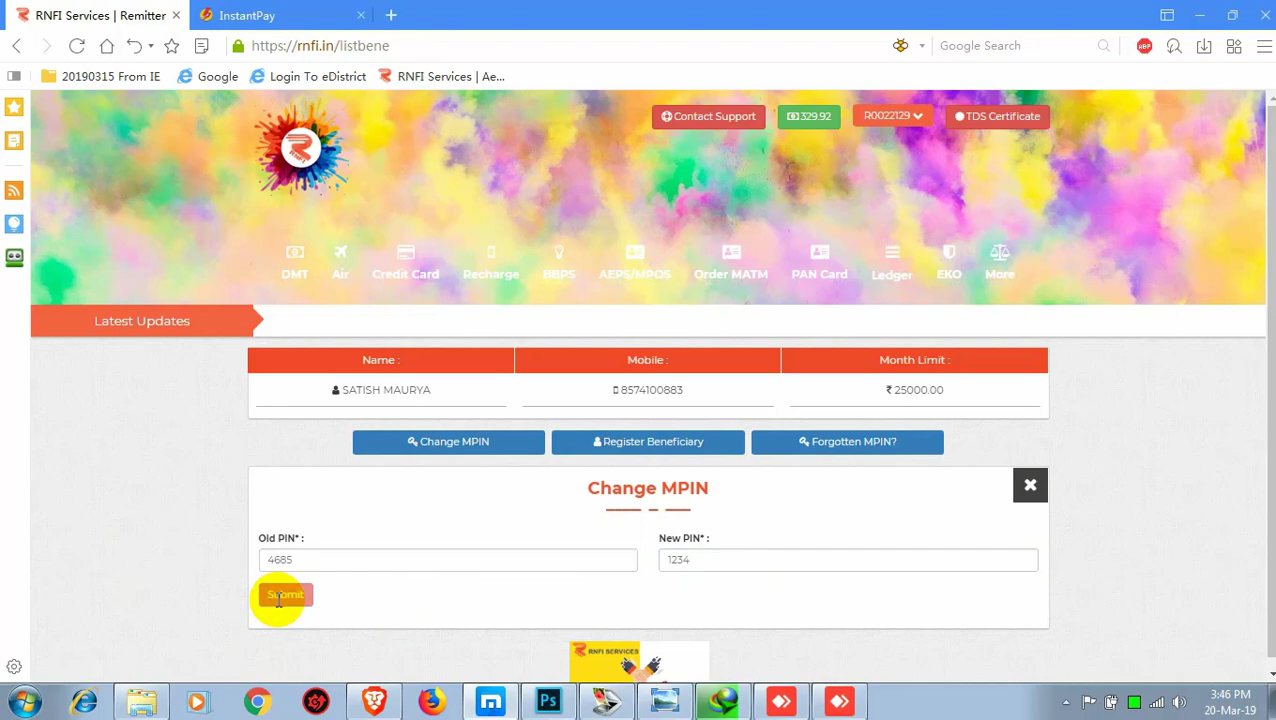 RNFI Services | Remitter
InstantPay
https://rnfi.in/listbene
Google Search
20190315 From IE
Google
Login To eDistrict
RNFI Services | Ae...
Contact Support
329.92
R0022129
TDS Certificate
DMT
Air
Credit Card
Recharge
BBPS
AEPS/MPOS
Order MATM
PAN Card
Ledger
EKO
More
Latest Updates
Name :
Mobile :
Month Limit :
SATISH MAURYA
8574100883
₹ 25000.00
Change MPIN
Register Beneficiary
Forgotten MPIN?
Change MPIN
Old PIN* :
New PIN* :
4685
1234
Submit
RNFI SERVICES
3:46 PM
20-Mar-19